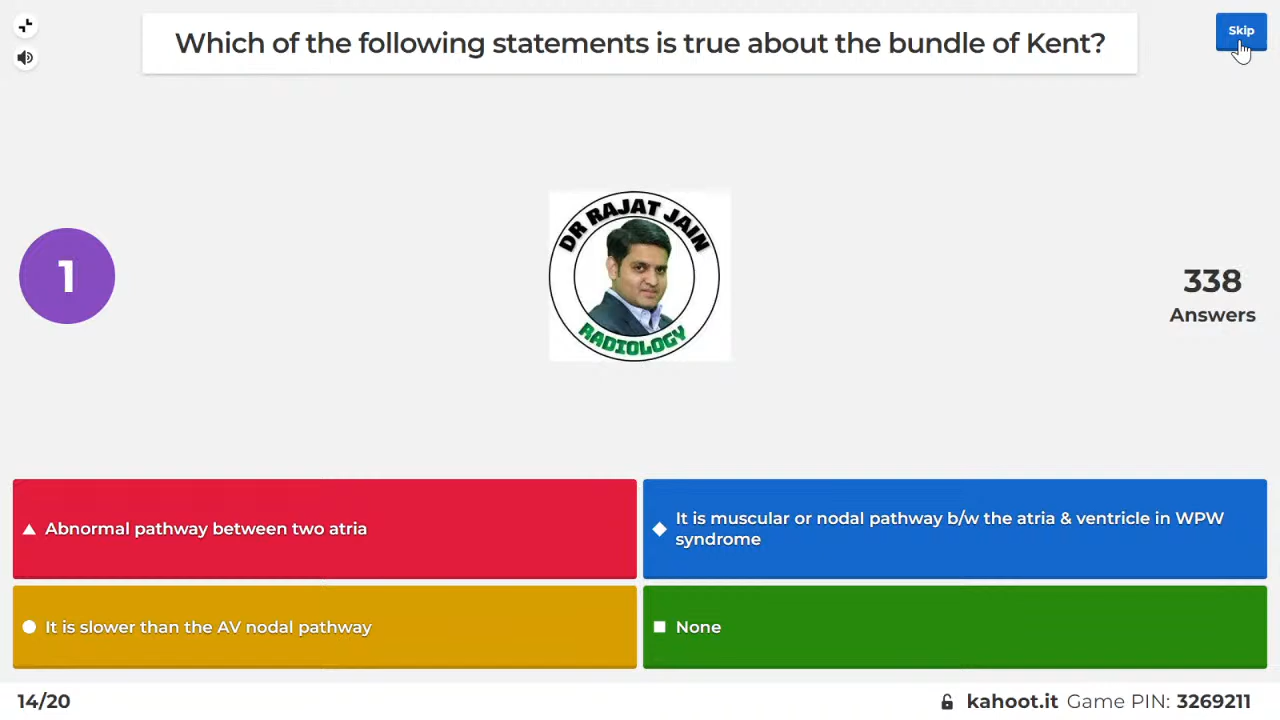 Which of the following statements is true about the bundle of Kent?
Skip
DR RAJAT JAIN
RADIOLOGY
1
338
Answers
Abnormal pathway between two atria
It is muscular or nodal pathway b/w the atria & ventricle in WPW
syndrome
It is slower than the AV nodal pathway
None
14/20
kahoot.it Game PIN: 3269211